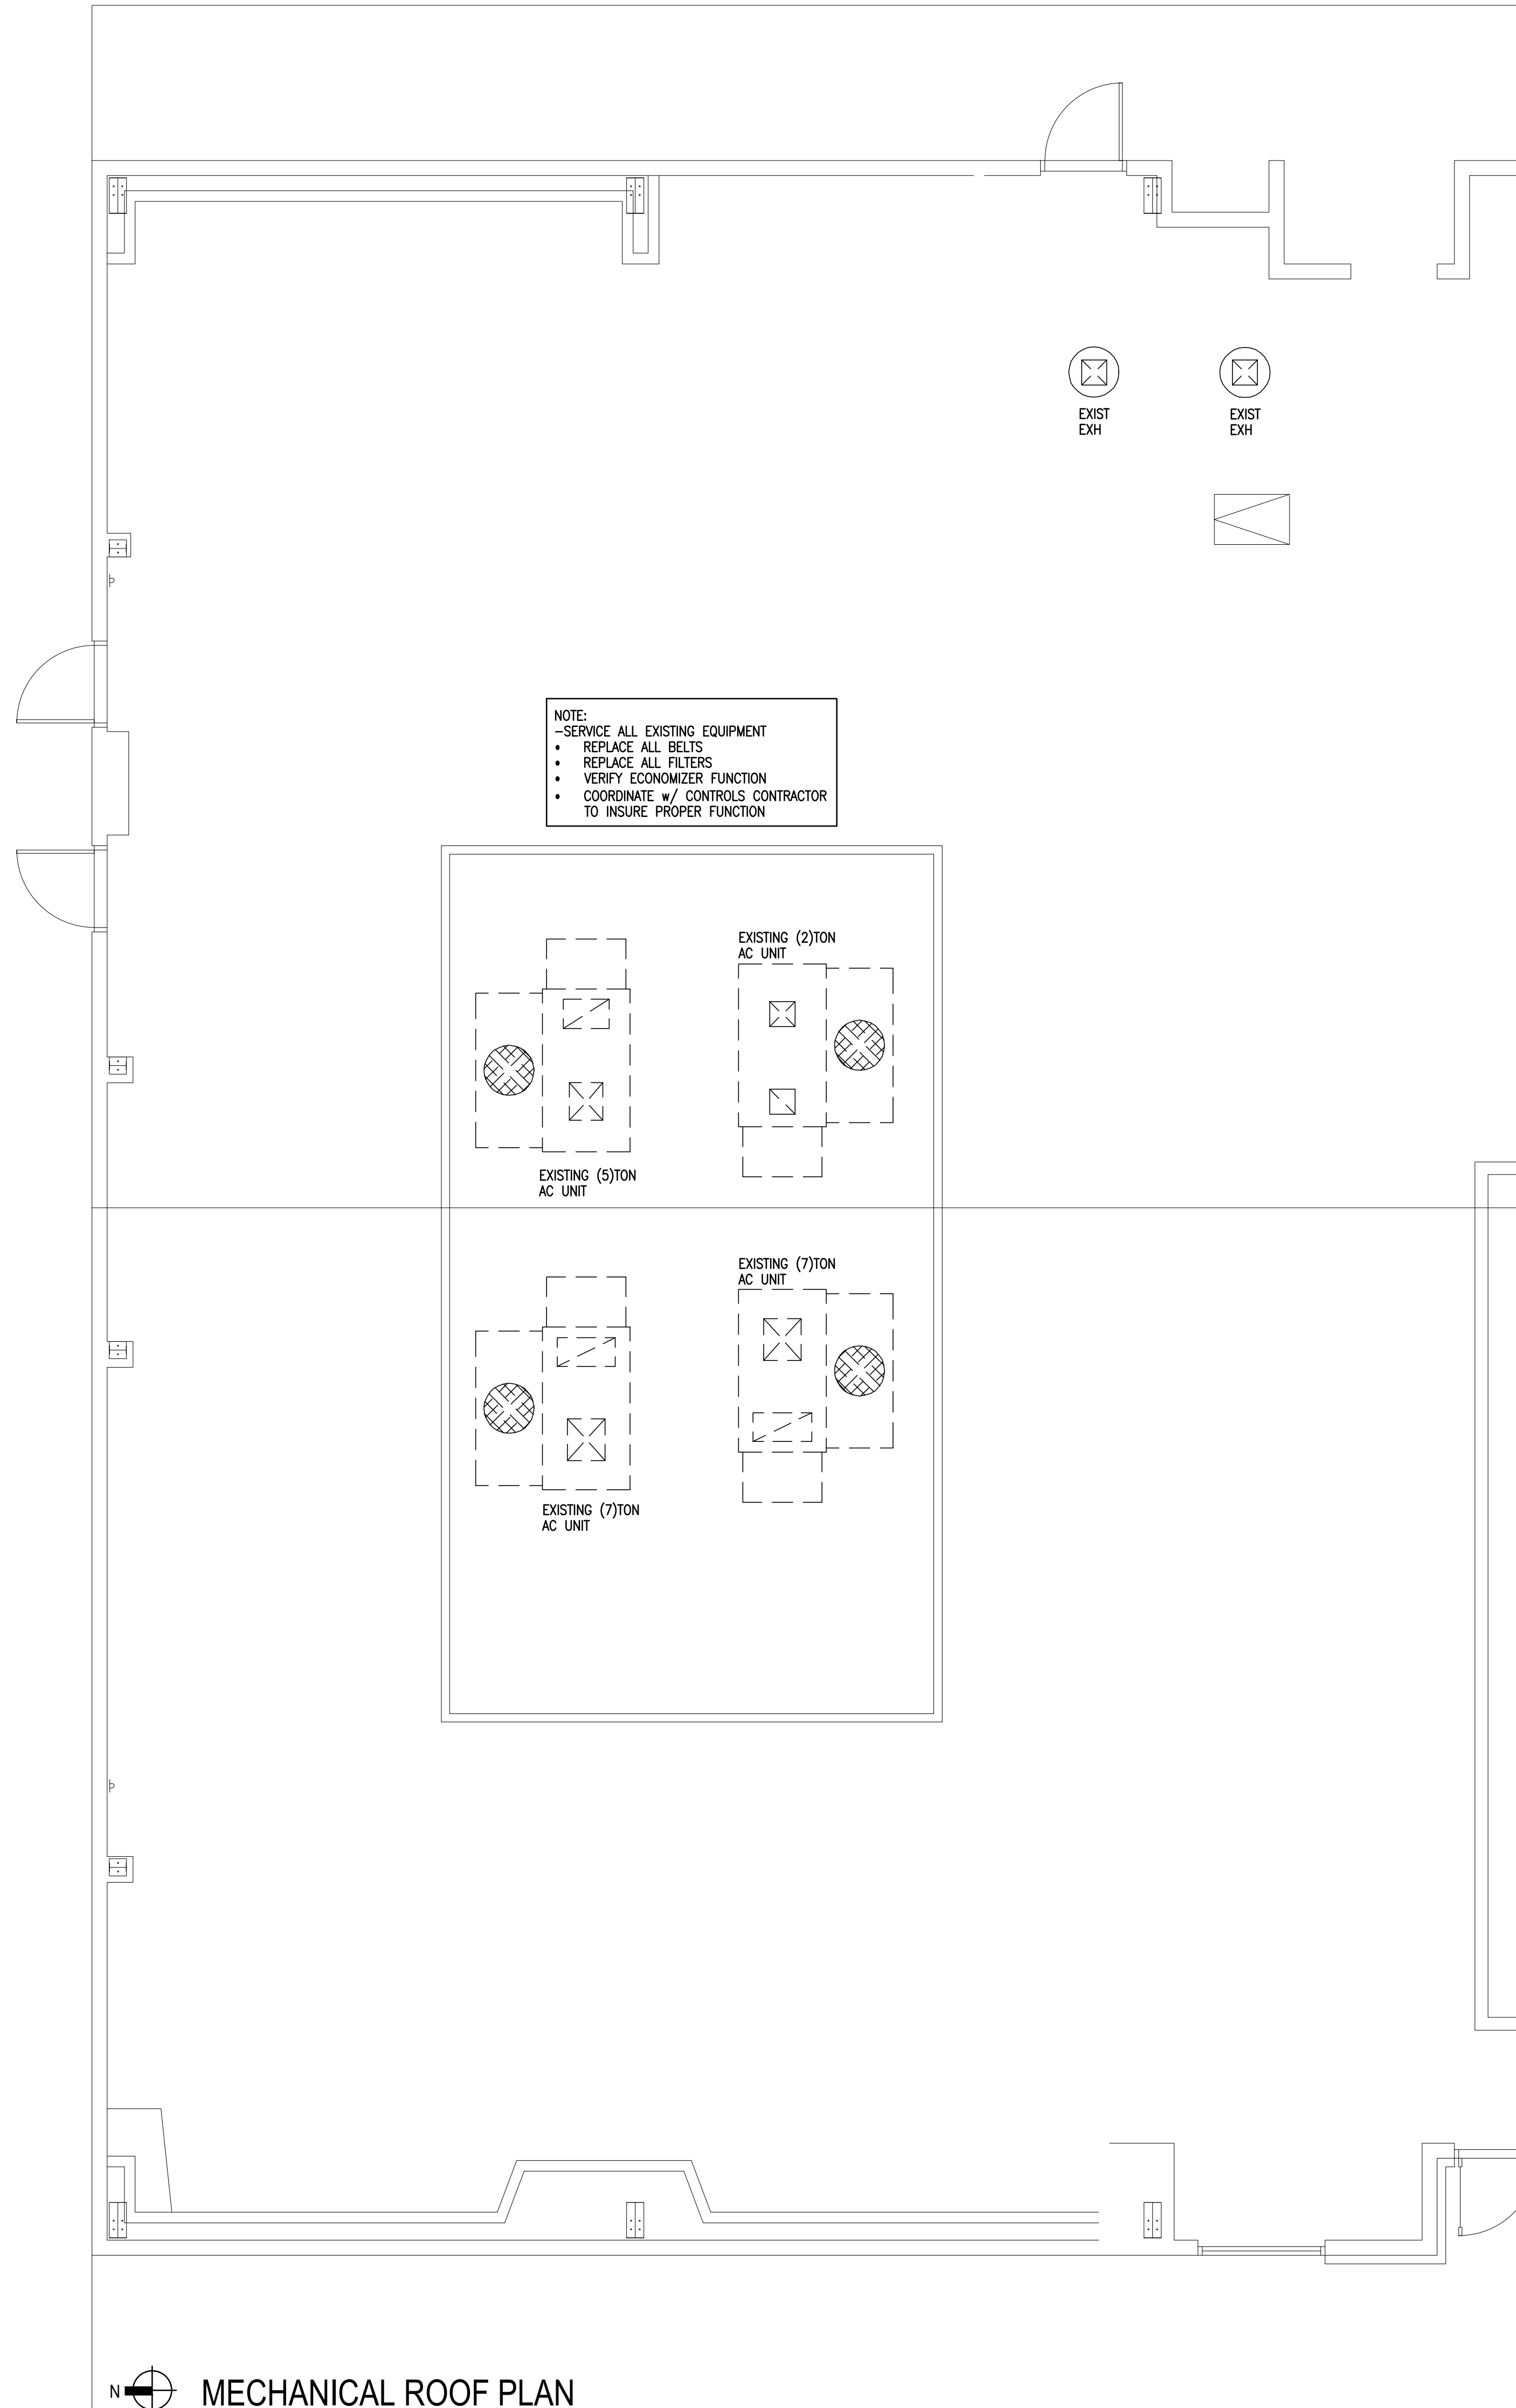 EXIST
EXH
EXIST
EXH
NOTE:
-SERVICE ALL EXISTING EQUIPMENT
• REPLACE ALL BELTS
• REPLACE ALL FILTERS
• VERIFY ECONOMIZER FUNCTION
• COORDINATE w/ CONTROLS CONTRACTOR
TO INSURE PROPER FUNCTION
EXISTING (2)TON
AC UNIT
EXISTING (5)TON
AC UNIT
EXISTING (7)TON
AC UNIT
EXISTING (7)TON
AC UNIT
N
MECHANICAL ROOF PLAN